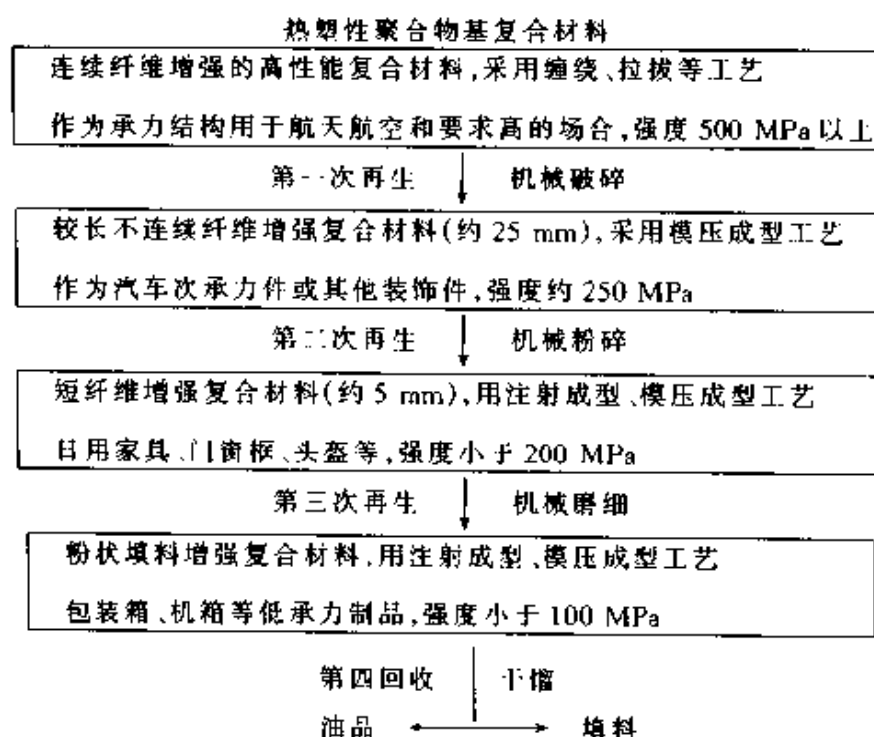 热塑性聚合物基复合材料
连续纤维增强的高性能复合材料,采用缠绕、拉拔等工艺
作为承力结构用于航天航空和要求高的场合,强度 500 MPa 以上
第一次再生 机械破碎
较长不连续纤维增强复合材料(约 25 mm),采用模压成型工艺
作为汽车次承力件或其他装饰件,强度约 250 MPa
第二次再生 机械粉碎
短纤维增强复合材料(约 5 mm),用注射成型、模压成型工艺
日用家具、门窗框、头盔等,强度小于 200 MPa
第三次再生 机械磨细
粉状填料增强复合材料,用注射成型、模压成型工艺
包装箱、机箱等低承力制品,强度小于 100 MPa
第四回收 干馏
油品 填料